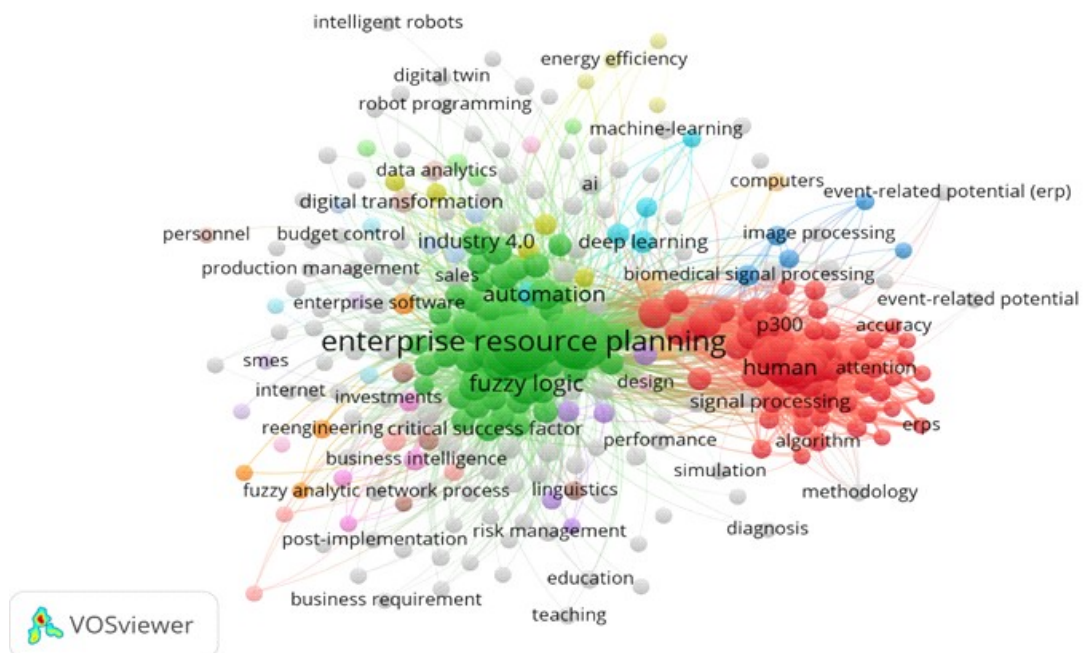 intelligent robots
energy efficiency
digital twin
robot programming
machine-learning
data analytics
ai
computers
event-related potential (erp)
digital transformation
personnel
budget control
industry 4.0
deep learning
image processing
production management
sales
biomedical signal processing
enterprise software
automation
event-related potential
p300
accuracy
enterprise resource planning
smes
human
attention
internet
fuzzy logic
design
investments
signal processing
reengineering
critical success factor
erps
performance
algorithm
business intelligence
simulation
fuzzy analytic network process
linguistics
methodology
post-implementation
risk management
diagnosis
education
business requirement
teaching
VOSviewer